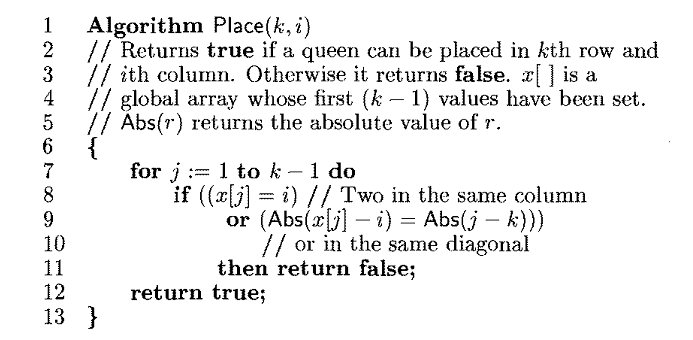 1 Algorithm Place(k, i)
2 // Returns true if a queen can be placed in kth row and
3 // ith column. Otherwise it returns false. x[ ] is a
4 // global array whose first (k − 1) values have been set.
5 // Abs(r) returns the absolute value of r.
6 {
7 for j := 1 to k − 1 do
8 if ((x[j] = i) // Two in the same column
9 or (Abs(x[j] − i) = Abs(j − k)))
10 // or in the same diagonal
11 then return false;
12 return true;
13 }